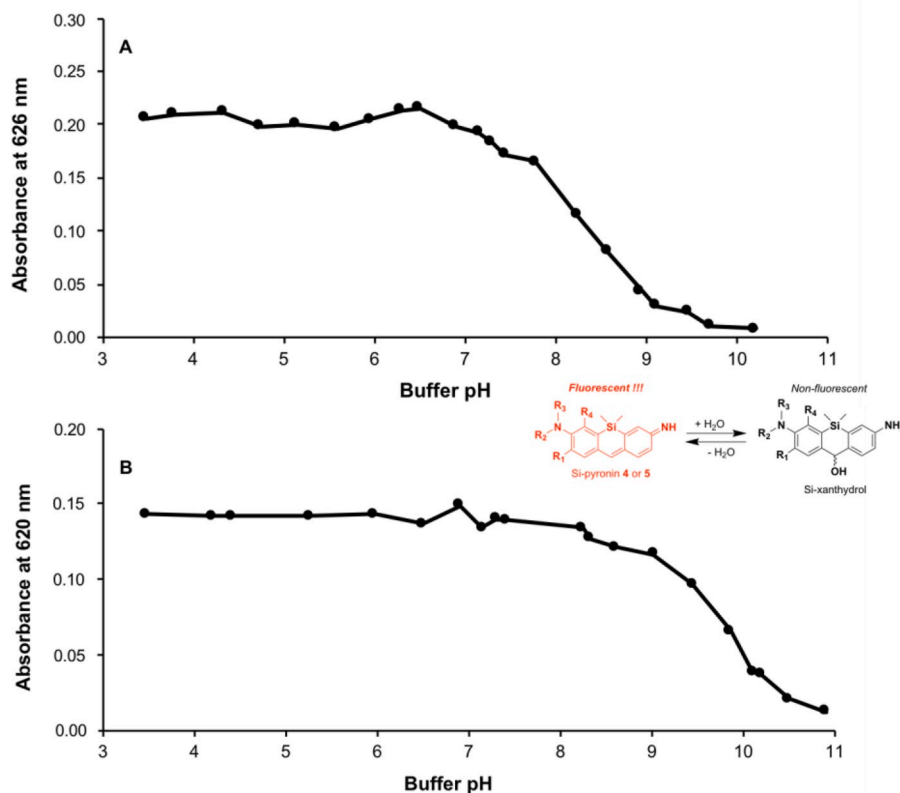 0.30
A
0.25
0.20
0.15
0.10
0.05
0.00
Absorbance at 626 nm
3 4 5 6 7 8 9 10 11
Buffer pH
Fluorescent !!!
Non-fluorescent
R3
R4
Si
N
R2
R1
NH
+ H2O
- H2O
R3
R4
Si
N
R2
R1
NH
OH
Si-pyronin 4 or 5
Si-xanthydrol
0.20
B
0.15
0.10
0.05
0.00
Absorbance at 620 nm
3 4 5 6 7 8 9 10 11
Buffer pH